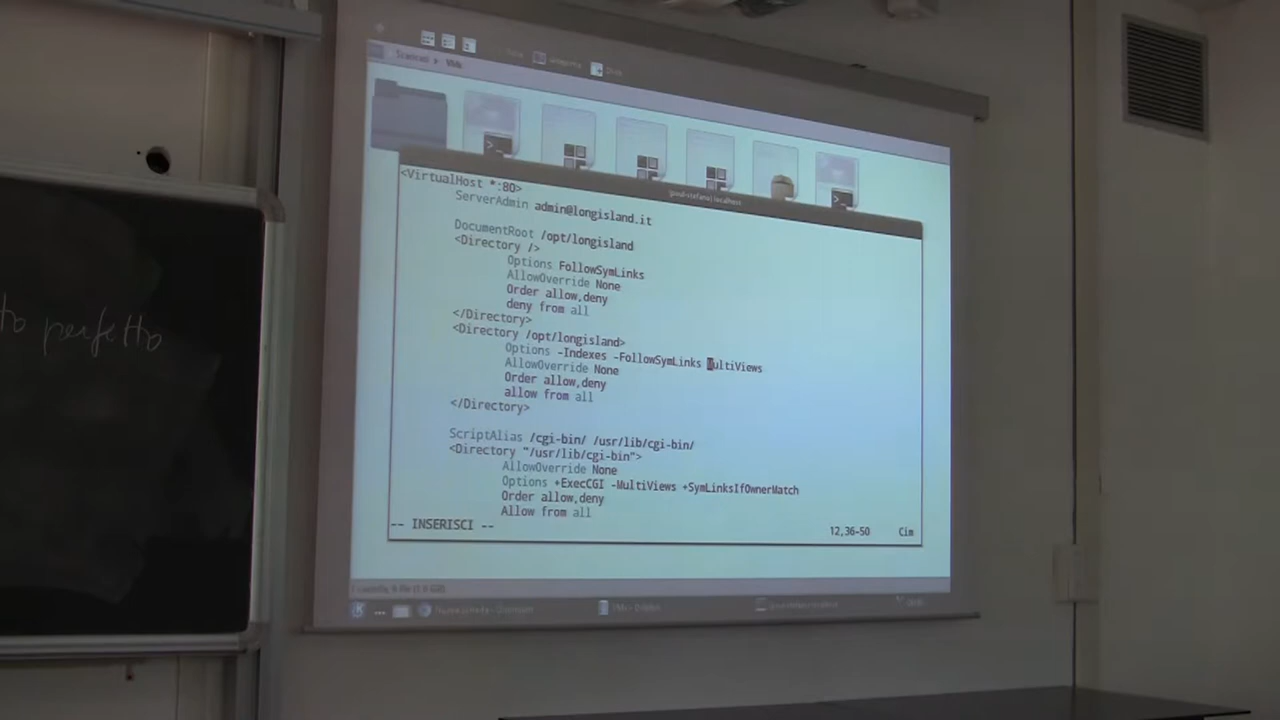 to perfetto
VMs
<VirtualHost *:80>
ServerAdmin admin@longisland.it
DocumentRoot /opt/longisland
<Directory />
Options FollowSymLinks
AllowOverride None
Order allow,deny
deny from all
</Directory>
<Directory /opt/longisland>
Options -Indexes -FollowSymLinks MultiViews
AllowOverride None
Order allow,deny
allow from all
</Directory>
ScriptAlias /cgi-bin/ /usr/lib/cgi-bin/
<Directory "/usr/lib/cgi-bin">
AllowOverride None
Options +ExecCGI -MultiViews +SymLinksIfOwnerMatch
Order allow,deny
Allow from all
-- INSERISCI -- 12,36-50 Cim